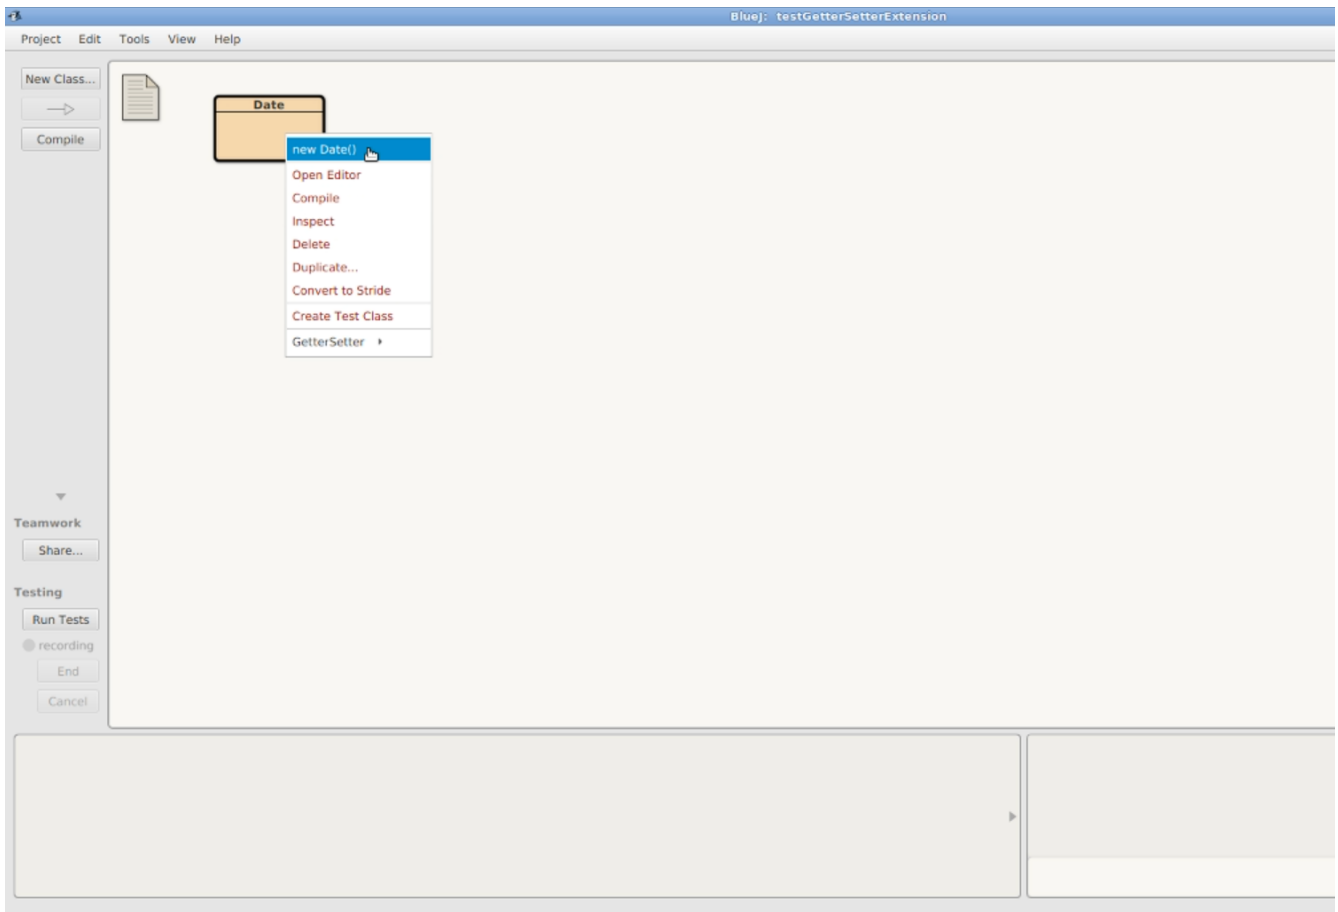 BlueJ: testGetterSetterExtension
Project Edit Tools View Help
New Class...
Compile
Date
new Date()
Open Editor
Compile
Inspect
Delete
Duplicate...
Convert to Stride
Create Test Class
GetterSetter
Teamwork
Share...
Testing
Run Tests
recording
End
Cancel